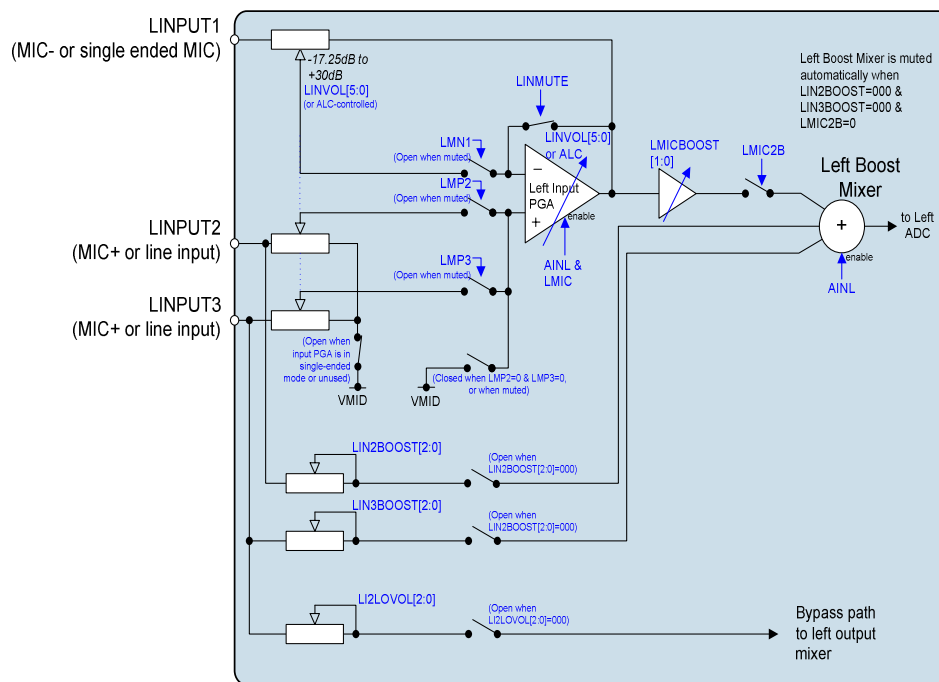 LINPUT1
(MIC- or single ended MIC)
-17.25dB to
+30dB
LINVOL[5:0]
(or ALC-controlled)
LINMUTE
LINVOL[5:0]
or ALC
LMN1
(Open when muted)
LMP2
(Open when muted)
−
Left Input
PGA
+
enable
AINL &
LMIC
LMICBOOST
[1:0]
LMIC2B
Left Boost Mixer is muted
automatically when
LIN2BOOST=000 &
LIN3BOOST=000 &
LMIC2B=0
Left Boost
Mixer
+
enable
to Left
ADC
AINL
LINPUT2
(MIC+ or line input)
LMP3
(Open when muted)
LINPUT3
(MIC+ or line input)
(Open when
input PGA is in
single-ended
mode or unused)
VMID
VMID
(Closed when LMP2=0 & LMP3=0,
or when muted)
LIN2BOOST[2:0]
(Open when
LIN2BOOST[2:0]=000)
LIN3BOOST[2:0]
(Open when
LIN2BOOST[2:0]=000)
LI2LOVOL[2:0]
(Open when
LI2LOVOL[2:0]=000)
Bypass path
to left output
mixer